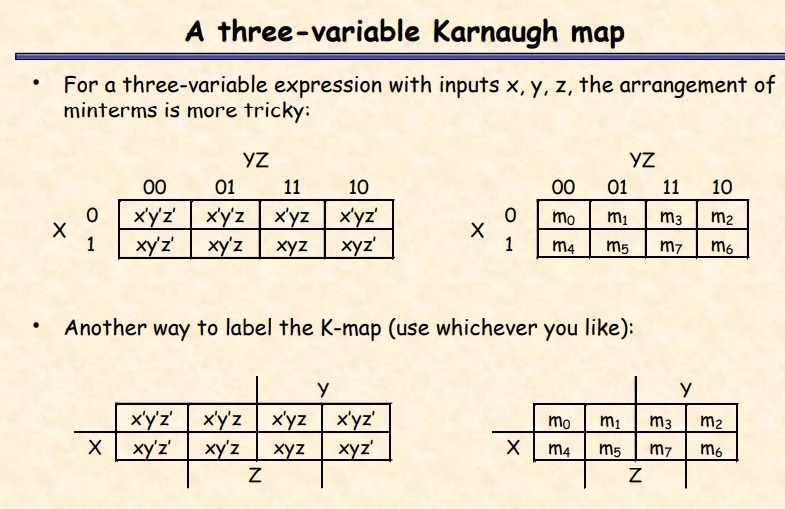 A three-variable Karnaugh map
• For a three-variable expression with inputs x, y, z, the arrangement of
minterms is more tricky:
YZ
00 01 11 10
X
0 x'y'z' x'y'z x'yz x'yz'
1 xy'z' xy'z xyz xyz'
YZ
00 01 11 10
X
0 m0 m1 m3 m2
1 m4 m5 m7 m6
• Another way to label the K-map (use whichever you like):
Y
x'y'z' x'y'z x'yz x'yz'
X xy'z' xy'z xyz xyz'
Z
Y
m0 m1 m3 m2
X m4 m5 m7 m6
Z